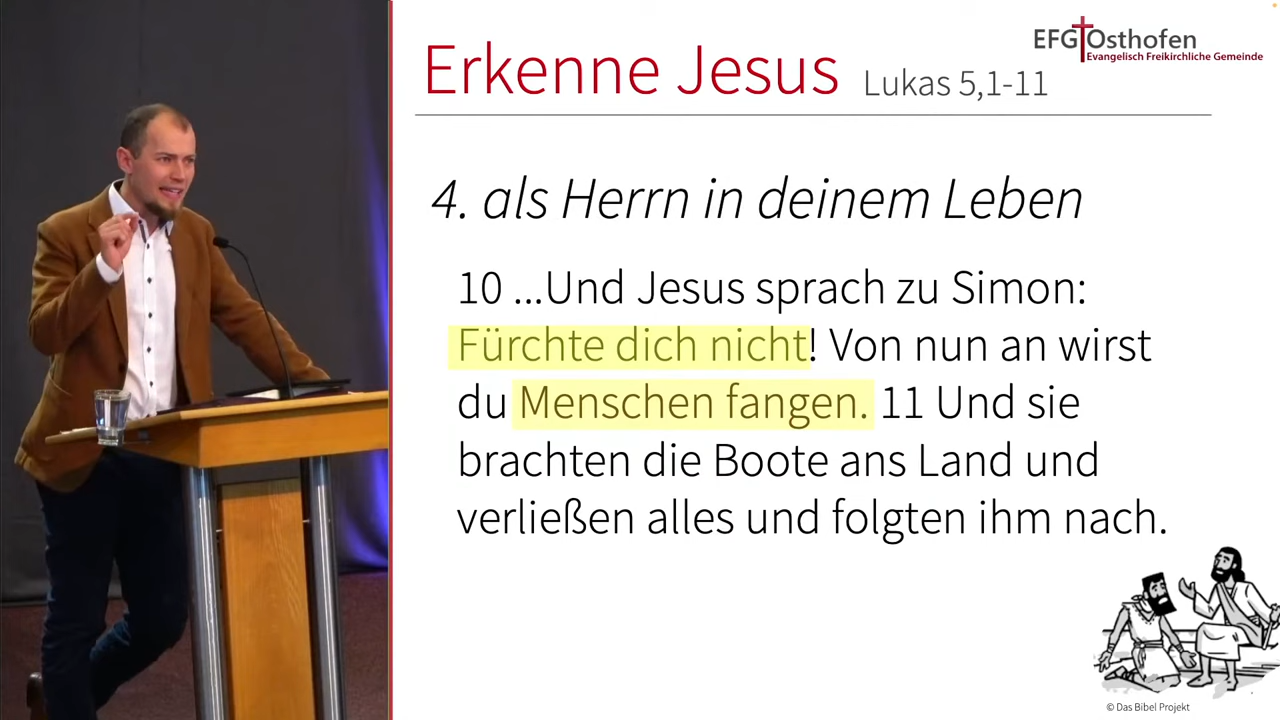 EFG Osthofen
Evangelisch Freikirchliche Gemeinde
Erkenne Jesus Lukas 5,1-11
4. als Herrn in deinem Leben
10 ...Und Jesus sprach zu Simon:
Fürchte dich nicht! Von nun an wirst
du Menschen fangen. 11 Und sie
brachten die Boote ans Land und
verließen alles und folgten ihm nach.
© Das Bibel Projekt